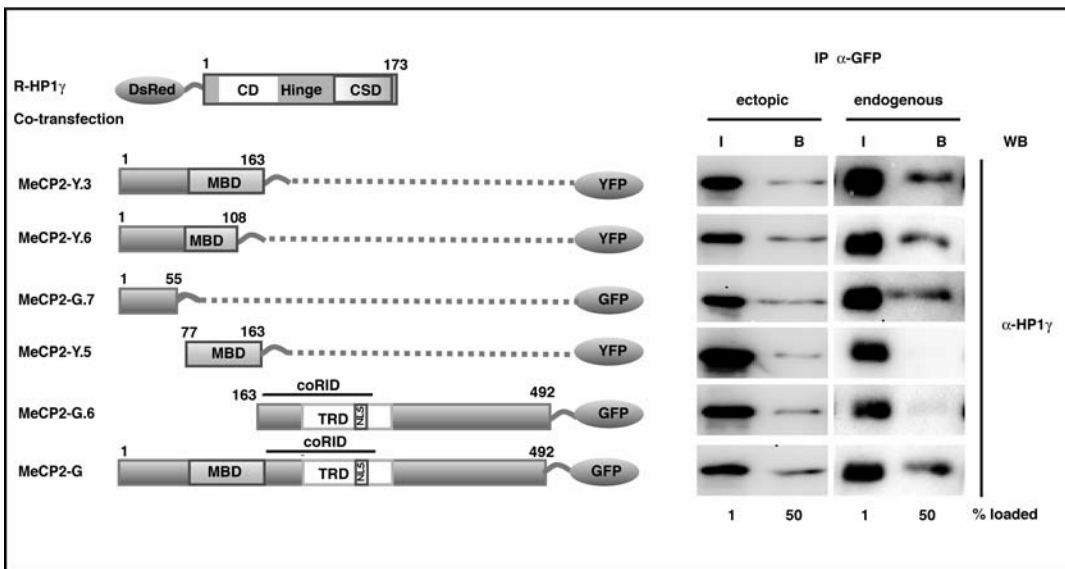 IP α-GFP
1 173
R-HP1γ DsRed CD Hinge CSD
ectopic endogenous
Co-transfection
I B I B WB
1 163
MeCP2-Y.3 MBD YFP
1 108
MeCP2-Y.6 MBD YFP
1 55
MeCP2-G.7 GFP
α-HP1γ
77 163
MeCP2-Y.5 MBD YFP
coRID
163 492
MeCP2-G.6 TRD NLS GFP
coRID
1 492
MeCP2-G MBD TRD NLS GFP
1 50 1 50 % loaded